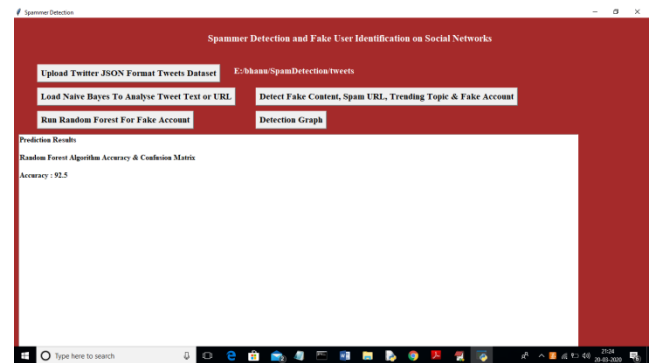 Spammer Detection
Spammer Detection and Fake User Identification on Social Networks
Upload Twitter JSON Format Tweets Dataset E:/bhanu/SpamDetection/tweets
Load Naive Bayes To Analyse Tweet Text or URL Detect Fake Content, Spam URL, Trending Topic & Fake Account
Run Random Forest For Fake Account Detection Graph
Prediction Results
Random Forest Algorithm Accuracy & Confusion Matrix
Accuracy : 92.5
Type here to search
21:24
20-03-2020